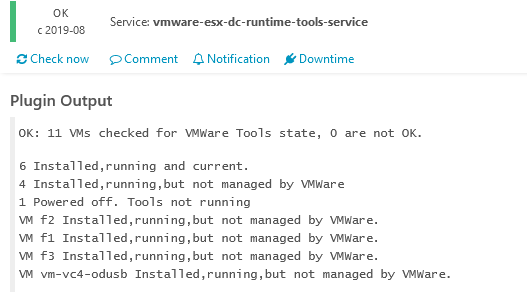 OK
c 2019-08
Service: vmware-esx-dc-runtime-tools-service
Check now Comment Notification Downtime
Plugin Output
OK: 11 VMs checked for VMWare Tools state, 0 are not OK.
6 Installed,running and current.
4 Installed,running,but not managed by VMWare
1 Powered off. Tools not running
VM f2 Installed,running,but not managed by VMWare.
VM f1 Installed,running,but not managed by VMWare.
VM f3 Installed,running,but not managed by VMWare.
VM vm-vc4-odusb Installed,running,but not managed by VMWare.